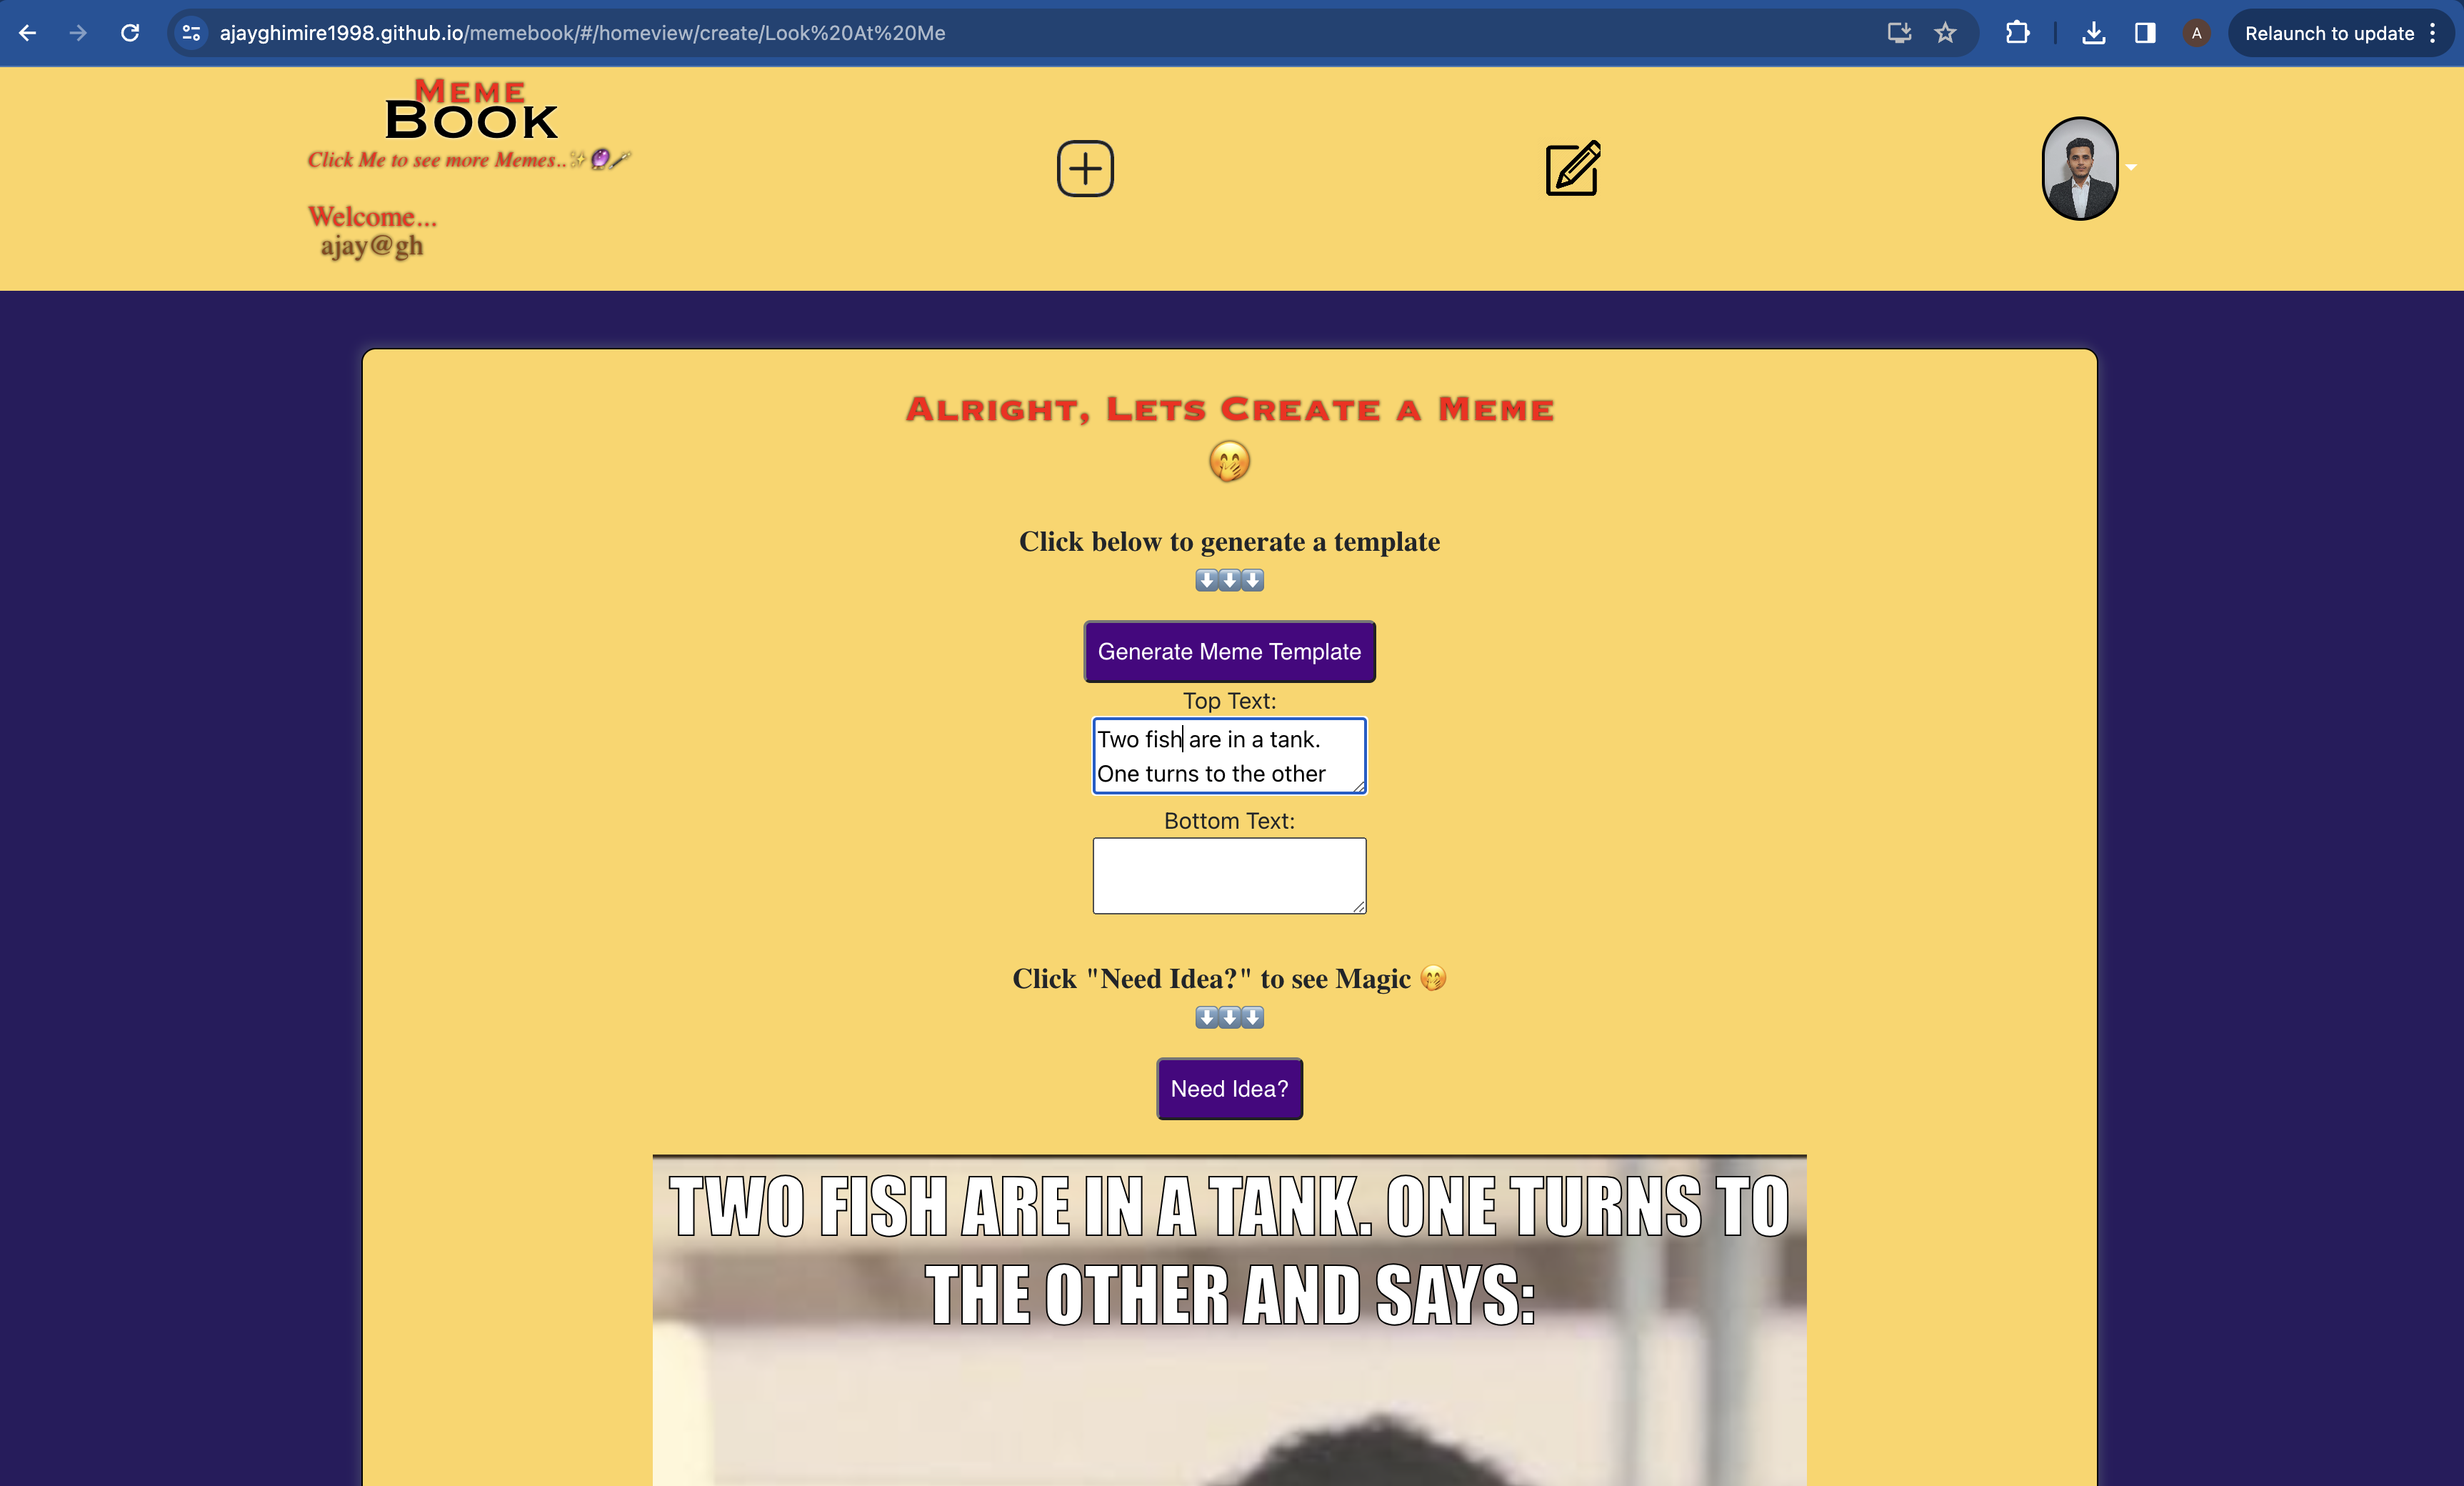 ajayghimire1998.github.io/memebook/#/homeview/create/Look%20At%20Me
A
Relaunch to update
MEME
BOOK
Click Me to see more Memes..✨🔮🪄
Welcome...
ajay@gh
ALRIGHT, LETS CREATE A MEME
🤭
Click below to generate a template
⬇️⬇️⬇️
Generate Meme Template
Top Text:
Two fish are in a tank.
One turns to the other
Bottom Text:
Click "Need Idea?" to see Magic 🤭
⬇️⬇️⬇️
Need Idea?
TWO FISH ARE IN A TANK. ONE TURNS TO
THE OTHER AND SAYS: